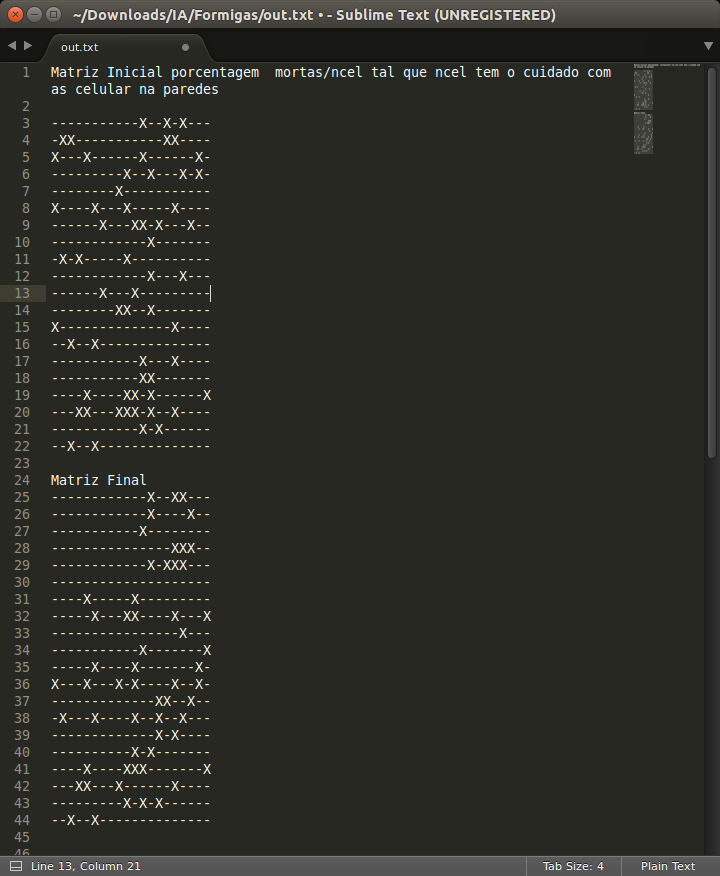 ~/Downloads/IA/Formigas/out.txt • - Sublime Text (UNREGISTERED)
out.txt
1 Matriz Inicial porcentagem  mortas/ncel tal que ncel tem o cuidado com
as celular na paredes
2
3 -----------X--X-X---
4 -XX-----------XX----
5 X---X------X------X-
6 ---------X--X---X-X-
7 --------X-----------
8 X----X---X-----X----
9 ------X---XX-X---X--
10 ------------X-------
11 -X-X-----X----------
12 ------------X---X---
13 ------X---X---------
14 --------XX--X-------
15 X--------------X----
16 --X--X--------------
17 -----------X---X----
18 -----------XX-------
19 ----X----XX-X------X
20 ---XX---XXX-X--X----
21 -----------X-X------
22 --X--X--------------
23
24 Matriz Final
25 ------------X--XX---
26 ------------X----X--
27 -----------X--------
28 ---------------XXX--
29 ------------X-XXX---
30 --------------------
31 ----X-----X---------
32 -----X---XX----X---X
33 ----------------X---
34 -----------X-------X
35 -----X----X-------X-
36 X---X---X-X----X--X-
37 -------------XX--X--
38 -X---X----X--X--X---
39 -------------X-X----
40 ----------X-X-------
41 ----X----XXX-------X
42 ---XX---X------X----
43 ---------X-X-X------
44 --X--X--------------
45
46
Line 13, Column 21
Tab Size: 4
Plain Text